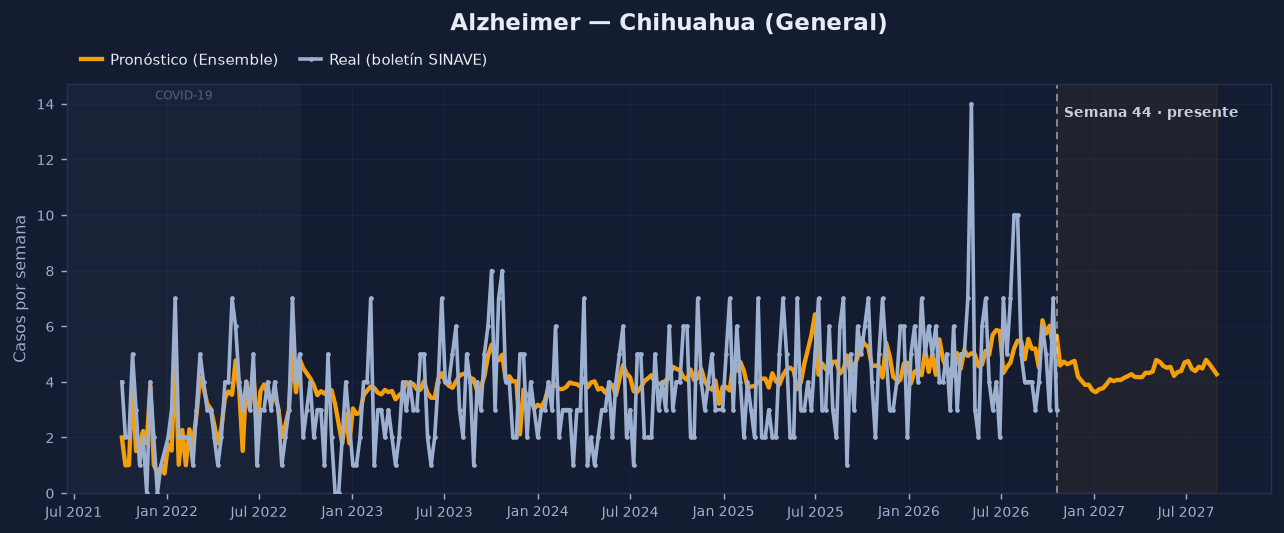 Alzheimer — Chihuahua (General)
Pronóstico (Ensemble)
Real (boletín SINAVE)
COVID-19
Semana 44 · presente
Casos por semana
14
12
10
8
6
4
2
0
Jul 2021
Jan 2022
Jul 2022
Jan 2023
Jul 2023
Jan 2024
Jul 2024
Jan 2025
Jul 2025
Jan 2026
Jul 2026
Jan 2027
Jul 2027